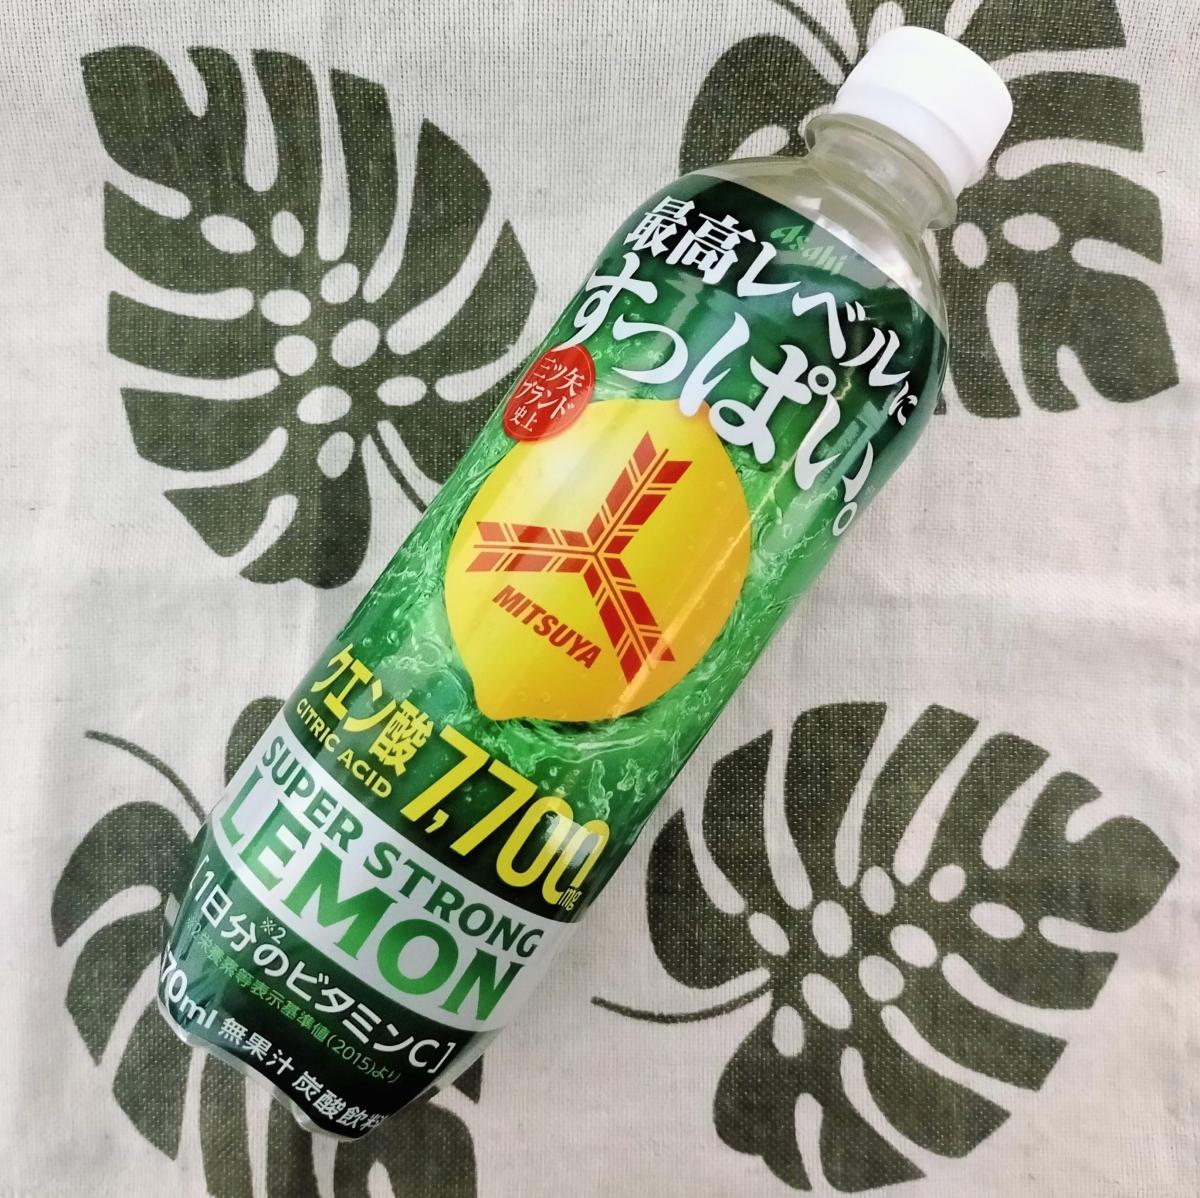 Asahi
最高レベルに
すっぱい。
三ツ矢
ブランド
史上
MITSUYA
クエン酸
CITRIC ACID
7,700mg
SUPER STRONG
LEMON
[1日分※2のビタミンC]
※2栄養素等表示基準値(2015)より
70ml 無果汁 炭酸飲料